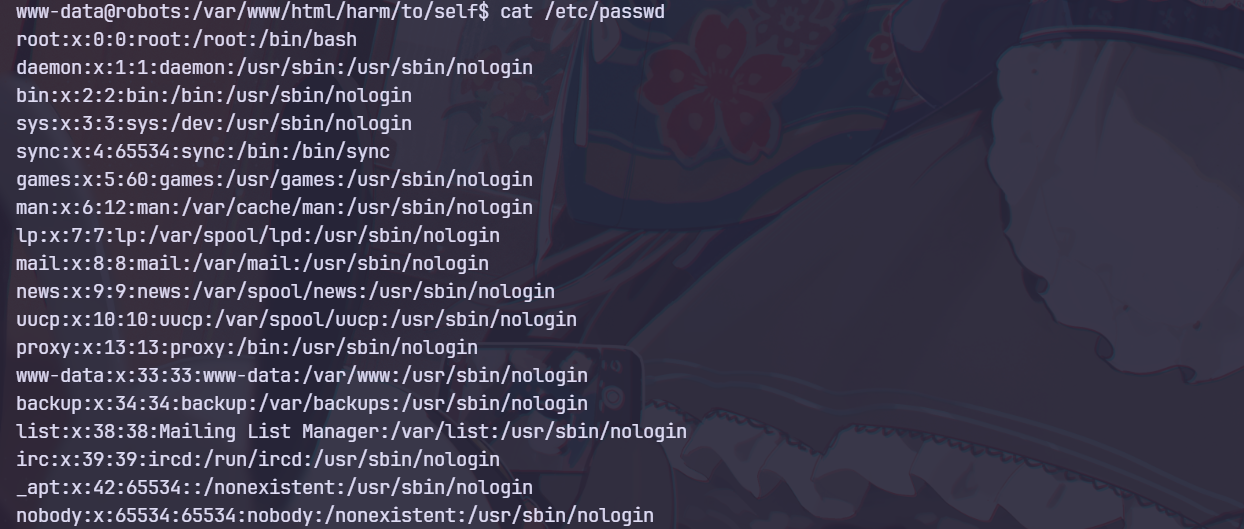 www-data@robots:/var/www/html/harm/to/self$ cat /etc/passwd
root:x:0:0:root:/root:/bin/bash
daemon:x:1:1:daemon:/usr/sbin:/usr/sbin/nologin
bin:x:2:2:bin:/bin:/usr/sbin/nologin
sys:x:3:3:sys:/dev:/usr/sbin/nologin
sync:x:4:65534:sync:/bin:/bin/sync
games:x:5:60:games:/usr/games:/usr/sbin/nologin
man:x:6:12:man:/var/cache/man:/usr/sbin/nologin
lp:x:7:7:lp:/var/spool/lpd:/usr/sbin/nologin
mail:x:8:8:mail:/var/mail:/usr/sbin/nologin
news:x:9:9:news:/var/spool/news:/usr/sbin/nologin
uucp:x:10:10:uucp:/var/spool/uucp:/usr/sbin/nologin
proxy:x:13:13:proxy:/bin:/usr/sbin/nologin
www-data:x:33:33:www-data:/var/www:/usr/sbin/nologin
backup:x:34:34:backup:/var/backups:/usr/sbin/nologin
list:x:38:38:Mailing List Manager:/var/list:/usr/sbin/nologin
irc:x:39:39:ircd:/run/ircd:/usr/sbin/nologin
_apt:x:42:65534::/nonexistent:/usr/sbin/nologin
nobody:x:65534:65534:nobody:/nonexistent:/usr/sbin/nologin